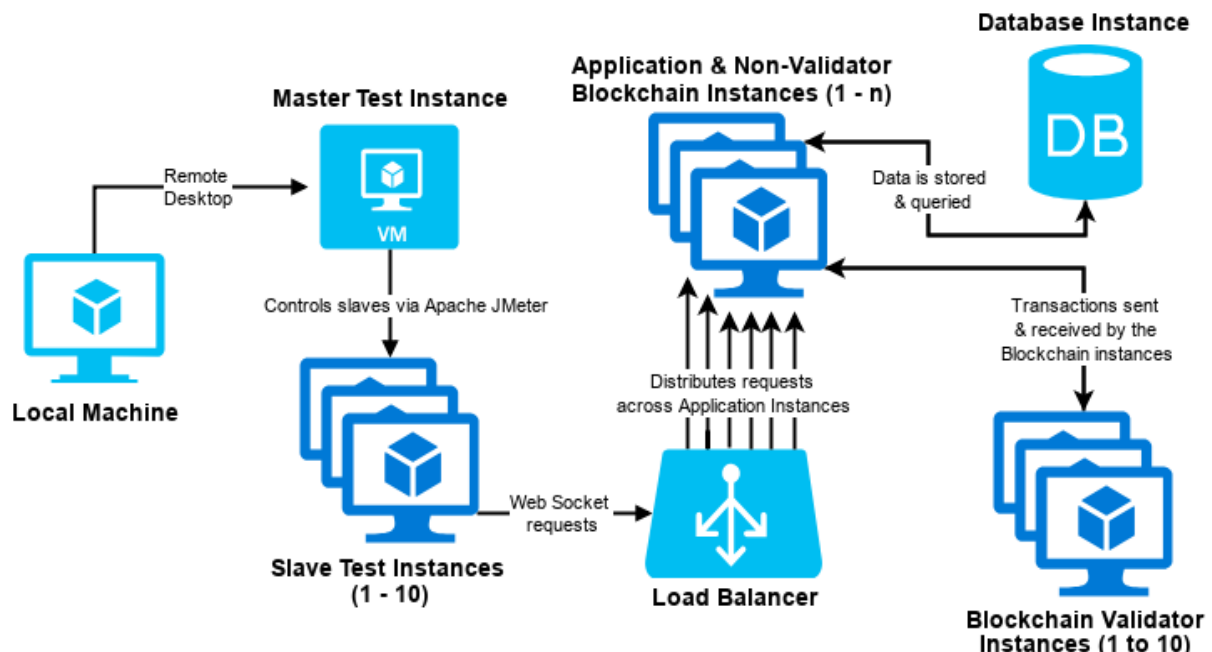 Database Instance
Application & Non-Validator
Blockchain Instances (1 - n)
Master Test Instance
DB
Remote
Desktop
Data is stored
& queried
VM
Controls slaves via Apache JMeter
Transactions sent
& received by the
Blockchain instances
Local Machine
Distributes requests
across Application Instances
Web Socket
requests
Slave Test Instances
(1 - 10)
Load Balancer
Blockchain Validator
Instances (1 to 10)